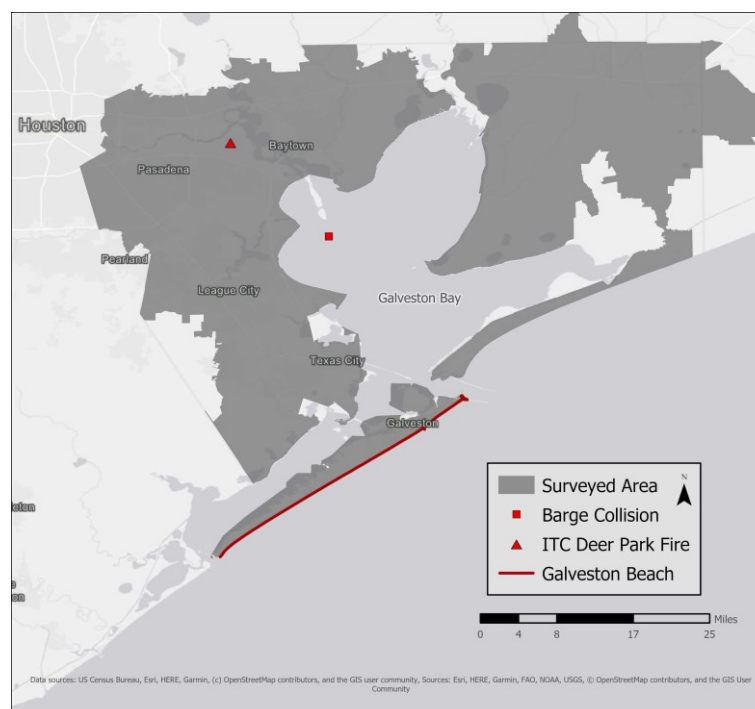 Houston
Baytown
Pasadena
Pearland
League City
Galveston Bay
Texas City
Galveston
N
Surveyed Area
Barge Collision
ITC Deer Park Fire
Galveston Beach
Miles
0 4 8 17 25
Data sources: US Census Bureau, Esri, HERE, Garmin, (c) OpenStreetMap contributors, and the GIS user community, Sources: Esri, HERE, Garmin, FAO, NOAA, USGS, © OpenStreetMap contributors, and the GIS User
Community